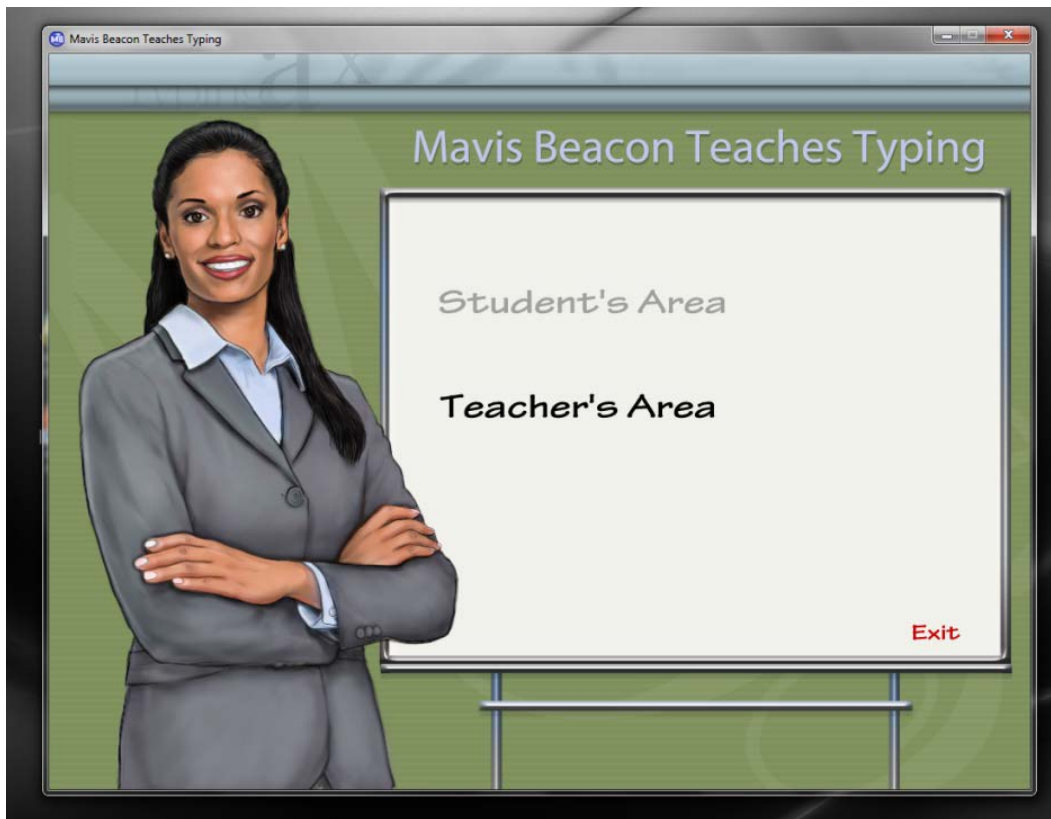 Mavis Beacon Teaches Typing
Mavis Beacon Teaches Typing
Student's Area
Teacher's Area
Exit